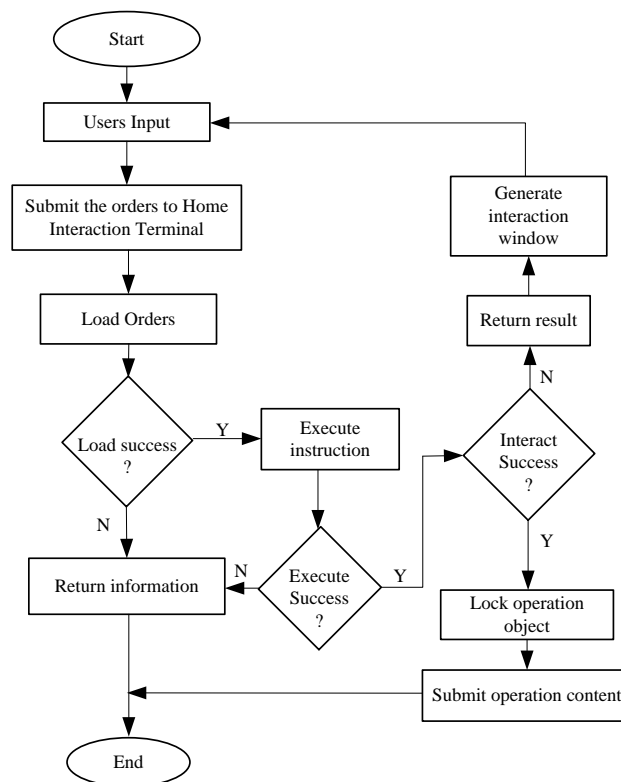 Start
Users Input
Submit the orders to Home
Interaction Terminal
Load Orders
Load success
?
Y
N
Execute
instruction
Execute
Success
?
N
Y
Return information
End
Generate
interaction
window
Return result
N
Interact
Success
?
Y
Lock operation
object
Submit operation content